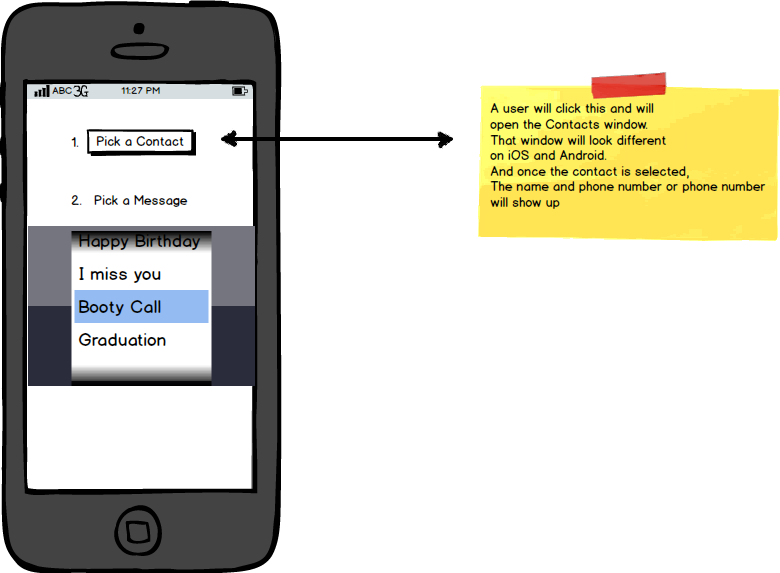 ABC 3G 11:27 PM
1. Pick a Contact
2. Pick a Message
Happy Birthday
I miss you
Booty Call
Graduation
A user will click this and will
open the Contacts window.
That window will look different
on iOS and Android.
And once the contact is selected,
The name and phone number or phone number
will show up